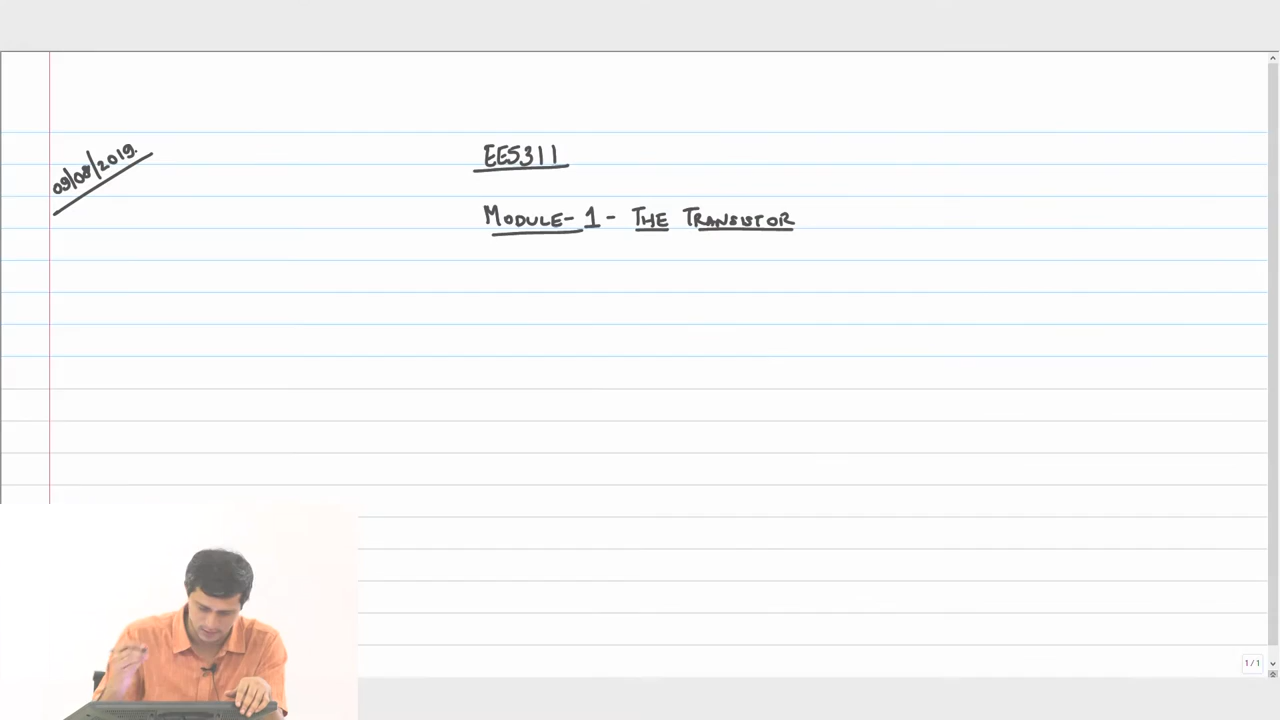 09/08/2019.
EE5311
MODULE-1- THE TRANSISTOR
1/1